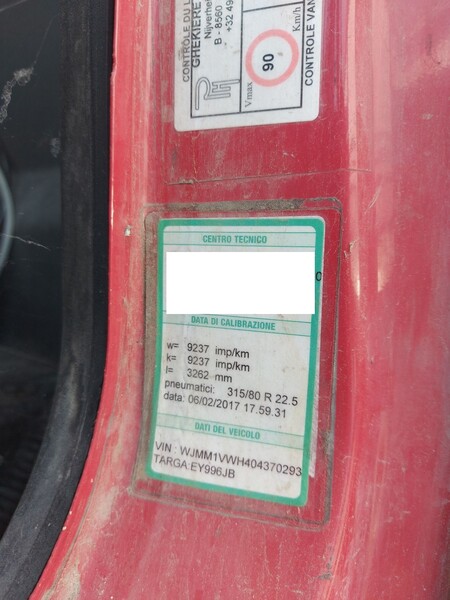 CONTRÔLE DU L
GHEKIERE
Nijverhei
B - 8560
+32 49
Vmax
90
Km/h
CONTROLE VAN
CENTRO TECNICO
DATA DI CALIBRAZIONE
w= 9237 imp/km
k= 9237 imp/km
l= 3262 mm
pneumatici: 315/80 R 22.5
data: 06/02/2017 17.59.31
DATI DEL VEICOLO
VIN : WJMM1VWH404370293
TARGA:EY996JB